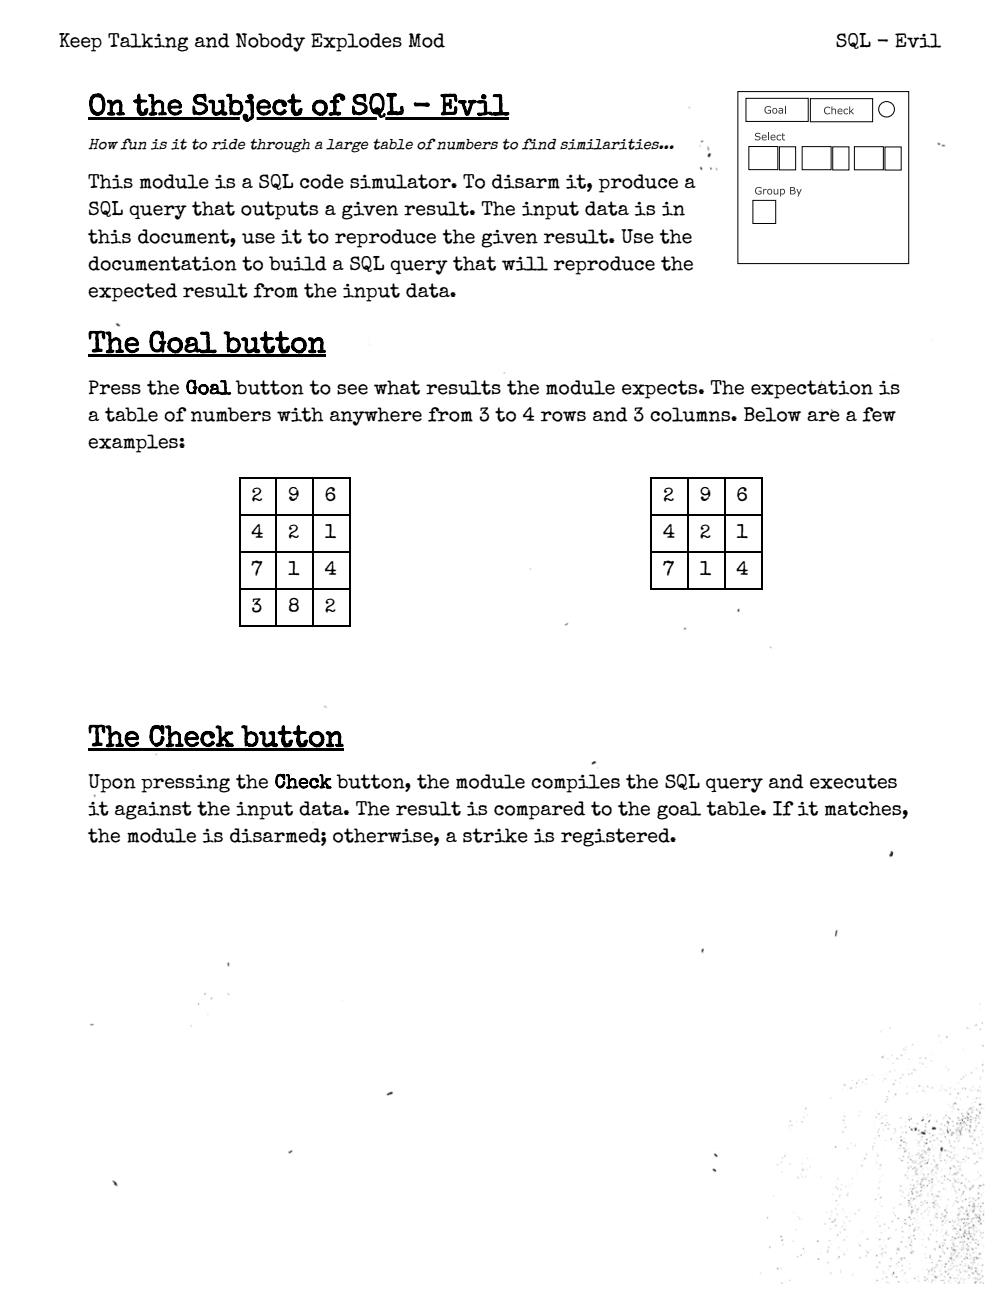 Keep Talking and Nobody Explodes Mod
SQL – Evil
On the Subject of SQL – Evil
How fun is it to ride through a large table of numbers to find similarities...
This module is a SQL code simulator. To disarm it, produce a
SQL query that outputs a given result. The input data is in
this document, use it to reproduce the given result. Use the
documentation to build a SQL query that will reproduce the
expected result from the input data.
Goal
Check
Select
Group By
The Goal button
Press the Goal button to see what results the module expects. The expectation is
a table of numbers with anywhere from 3 to 4 rows and 3 columns. Below are a few
examples:
2 9 6
4 2 1
7 1 4
3 8 2
2 9 6
4 2 1
7 1 4
The Check button
Upon pressing the Check button, the module compiles the SQL query and executes
it against the input data. The result is compared to the goal table. If it matches,
the module is disarmed; otherwise, a strike is registered.